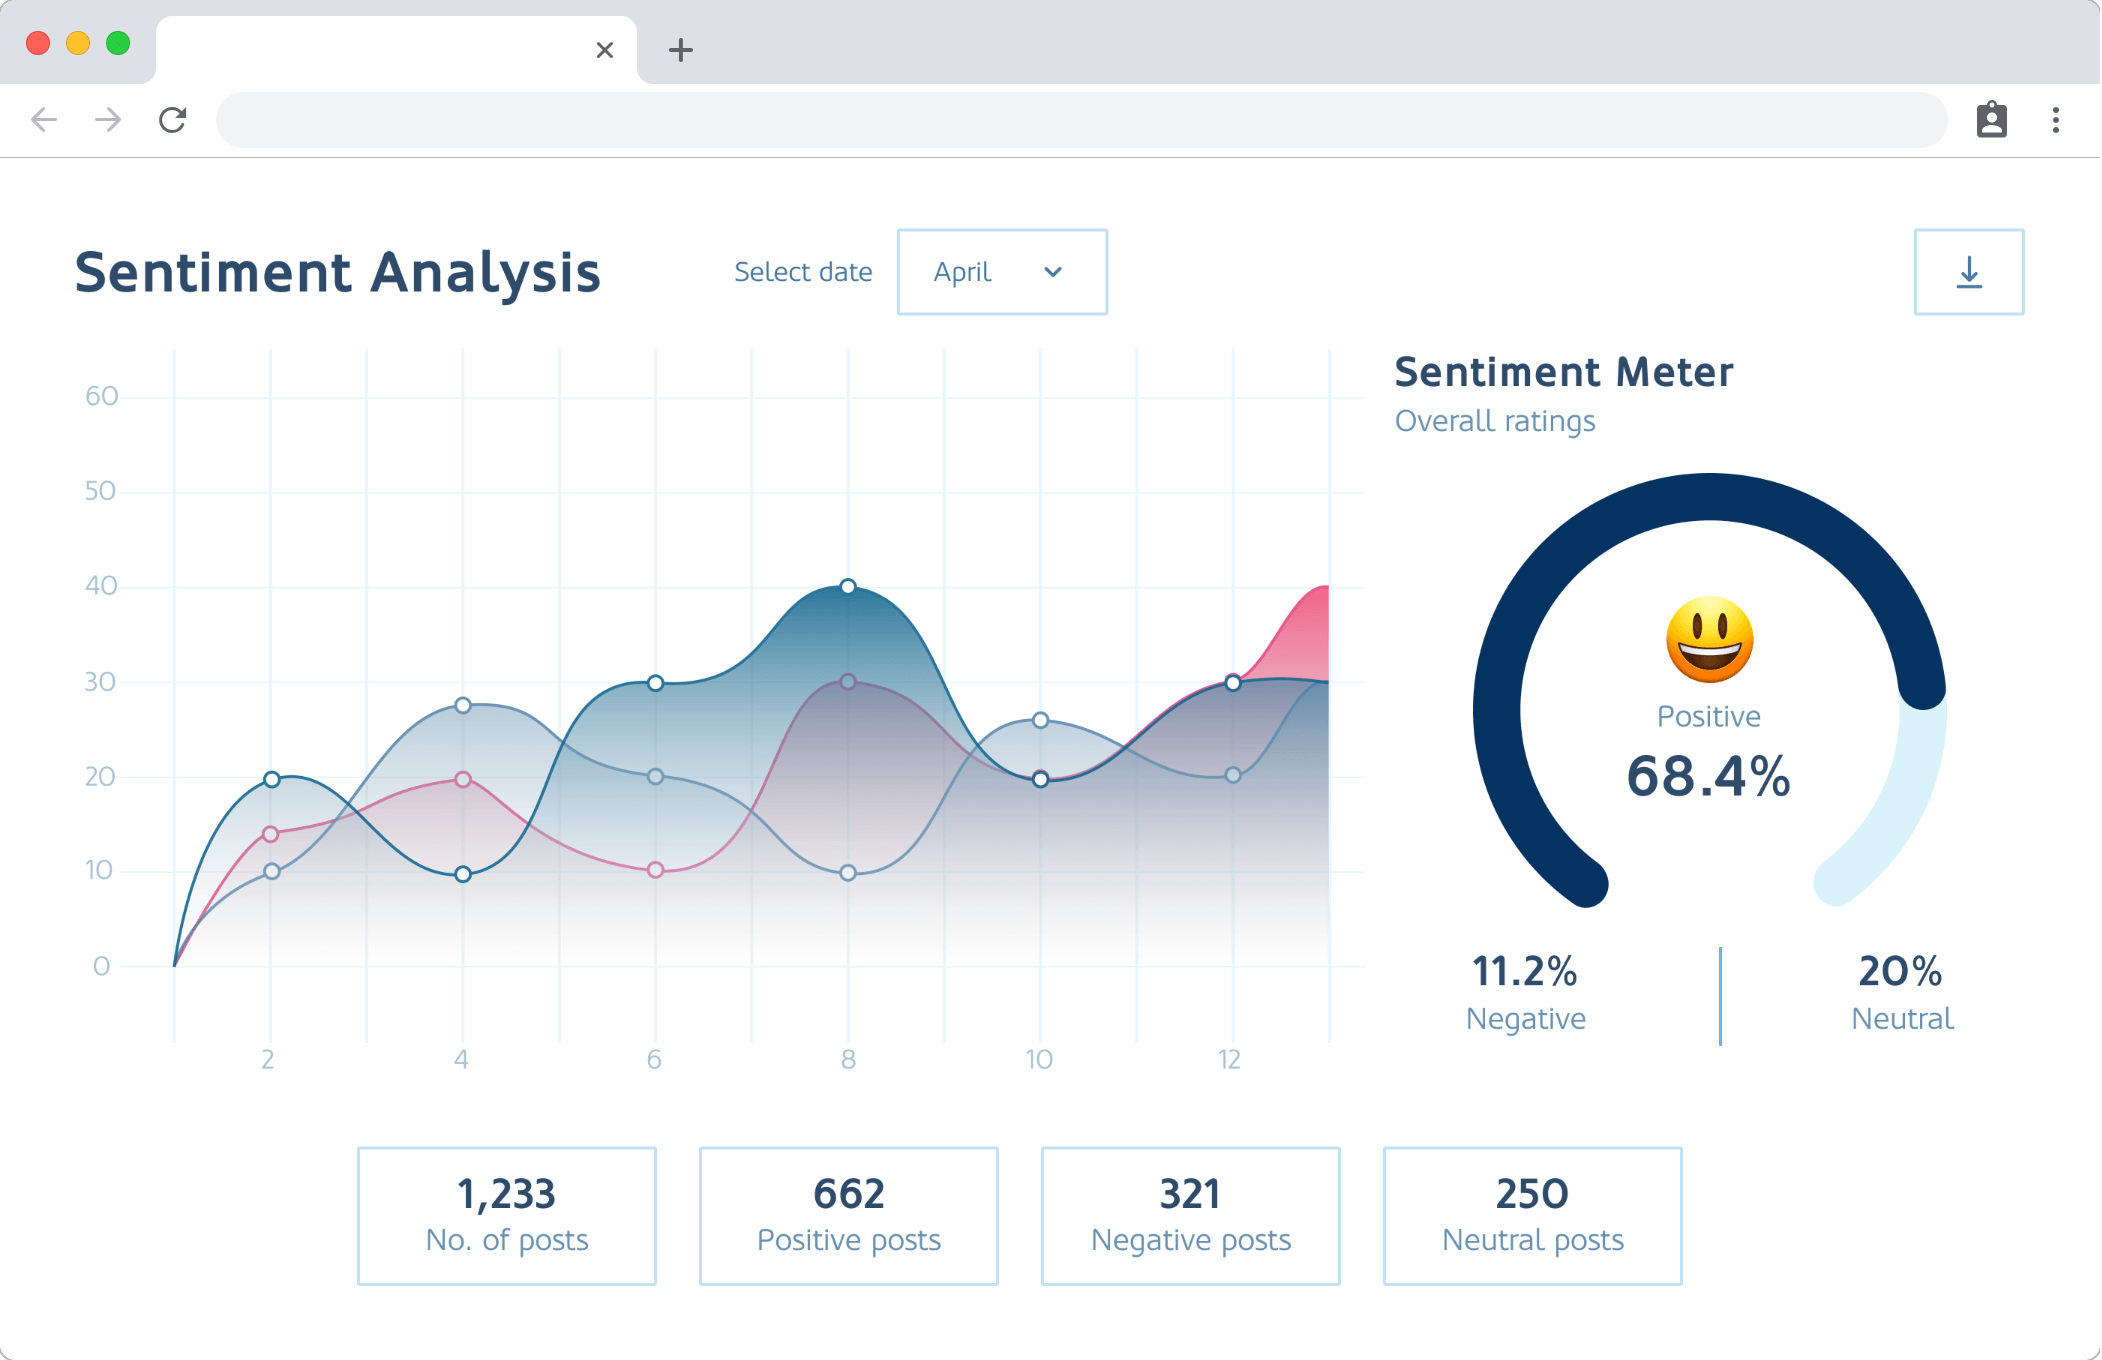 Sentiment Analysis
Select date
April
60
50
40
30
20
10
0
2 4 6 8 10 12
Sentiment Meter
Overall ratings
Positive
68.4%
11.2%
Negative
20%
Neutral
1,233
No. of posts
662
Positive posts
321
Negative posts
250
Neutral posts